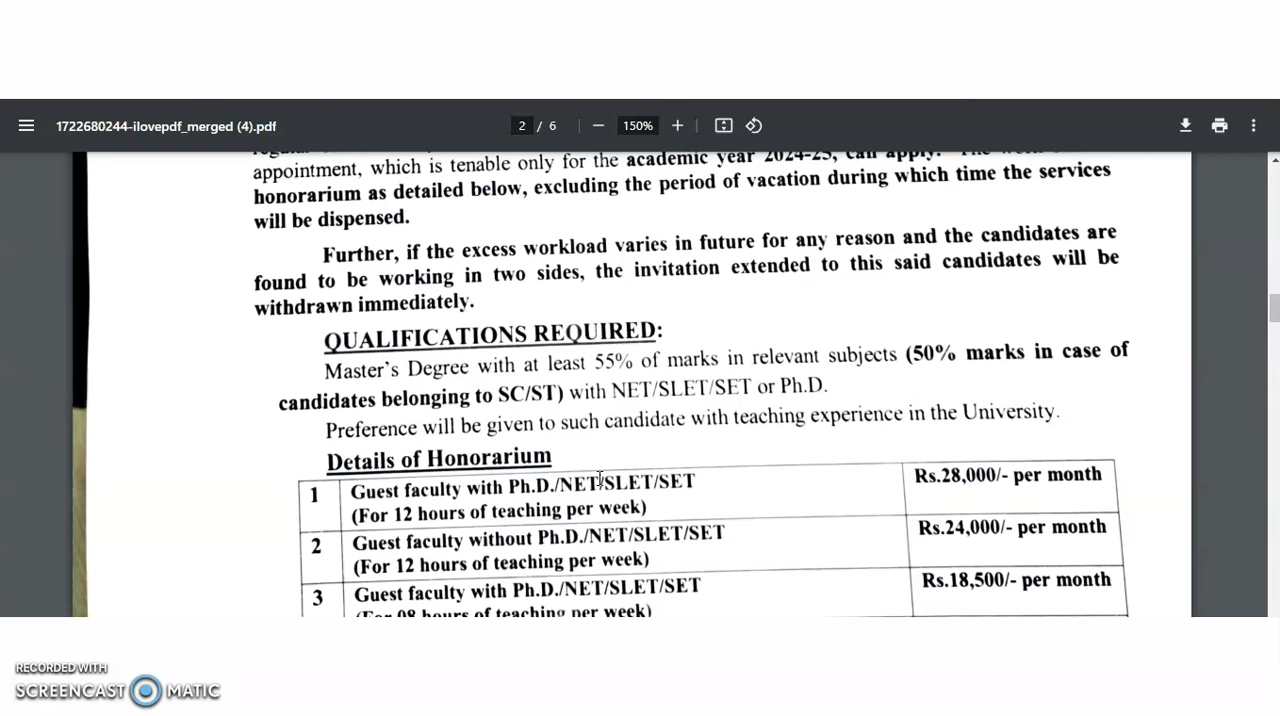 1722680244-ilovepdf_merged (4).pdf
2 / 6
150%
appointment, which is tenable only for the academic year 2024-25, can apply.
honorarium as detailed below, excluding the period of vacation during which time the services
will be dispensed.
Further, if the excess workload varies in future for any reason and the candidates are
found to be working in two sides, the invitation extended to this said candidates will be
withdrawn immediately.
QUALIFICATIONS REQUIRED:
Master's Degree with at least 55% of marks in relevant subjects (50% marks in case of
candidates belonging to SC/ST) with NET/SLET/SET or Ph.D.
Preference will be given to such candidate with teaching experience in the University.
Details of Honorarium
1 Guest faculty with Ph.D./NET/SLET/SET Rs.28,000/- per month
(For 12 hours of teaching per week)
2 Guest faculty without Ph.D./NET/SLET/SET Rs.24,000/- per month
(For 12 hours of teaching per week)
3 Guest faculty with Ph.D./NET/SLET/SET Rs.18,500/- per month
(For 08 hours of teaching per week)
RECORDED WITH
SCREENCAST MATIC